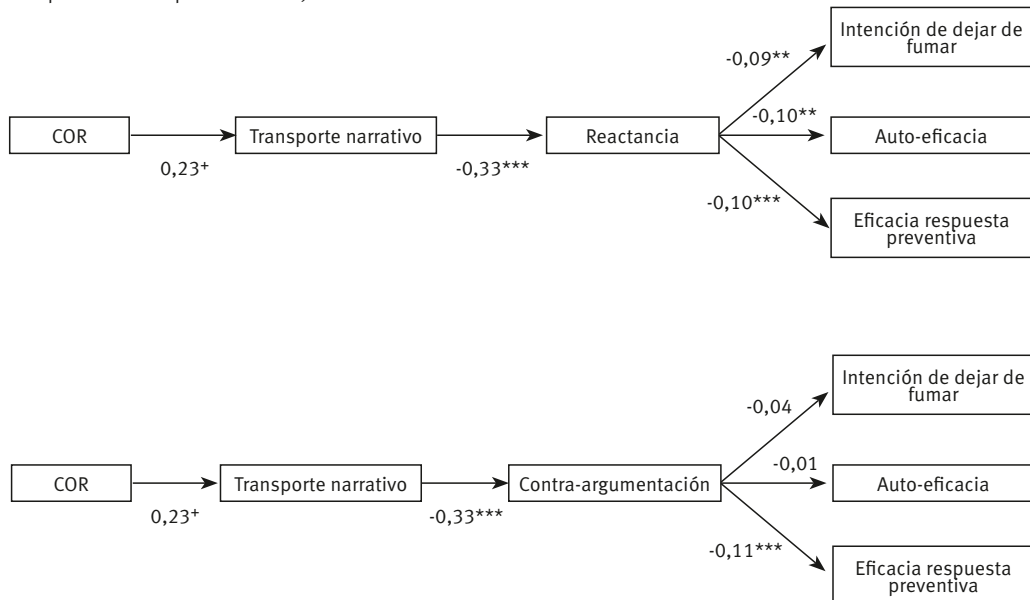 Intención de dejar de
fumar
-0,09**
-0,10**
COR
Transporte narrativo
Reactancia
Auto-eficacia
0,23+
-0,33***
-0,10***
Eficacia respuesta
preventiva
Intención de dejar de
fumar
-0,04
-0,01
COR
Transporte narrativo
Contra-argumentación
Auto-eficacia
0,23+
-0,33***
-0,11***
Eficacia respuesta
preventiva